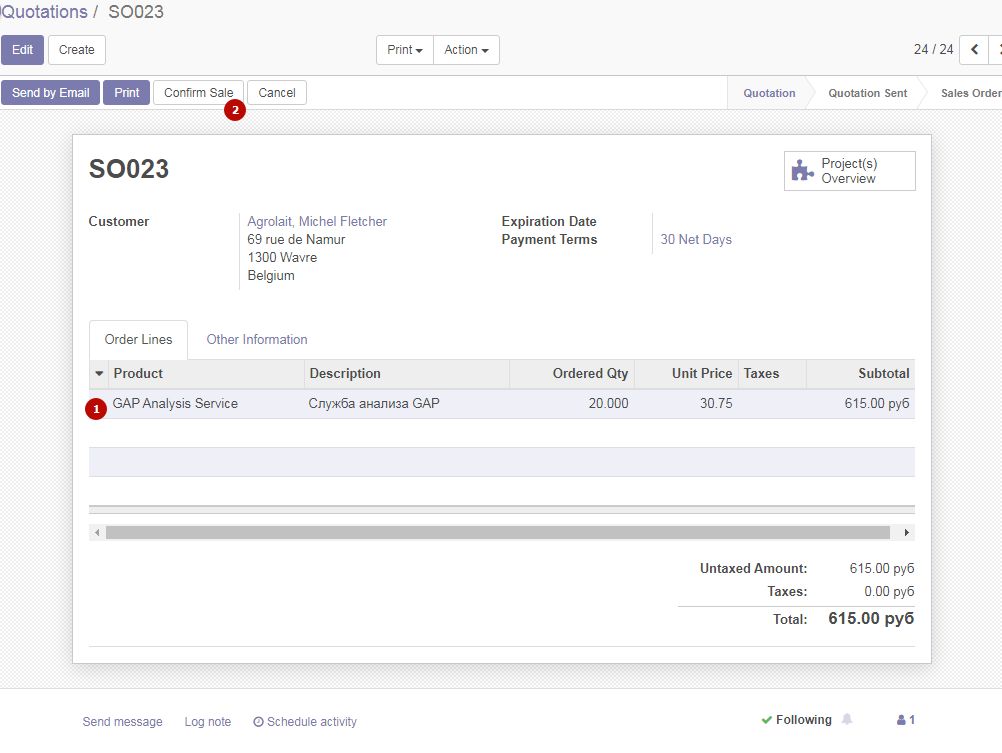 Quotations / SO023
Edit Create Print Action 24 / 24
Send by Email Print Confirm Sale Cancel Quotation Quotation Sent Sales Order
2
SO023
Project(s)
Overview
Customer
Agrolait, Michel Fletcher
69 rue de Namur
1300 Wavre
Belgium
Expiration Date
Payment Terms 30 Net Days
Order Lines Other Information
Product Description Ordered Qty Unit Price Taxes Subtotal
1 GAP Analysis Service Служба анализа GAP 20.000 30.75 615.00 руб
Untaxed Amount: 615.00 руб
Taxes: 0.00 руб
Total: 615.00 руб
Send message Log note Schedule activity Following 1